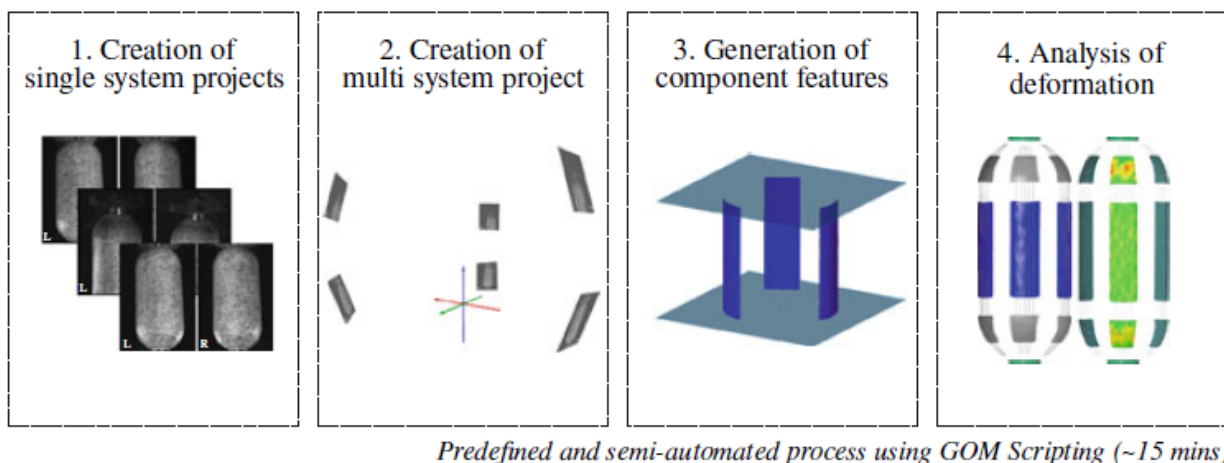 1. Creation of
single system projects
L
L
L
R
2. Creation of
multi system project
3. Generation of
component features
4. Analysis of
deformation
Predefined and semi-automated process using GOM Scripting (~15 mins)